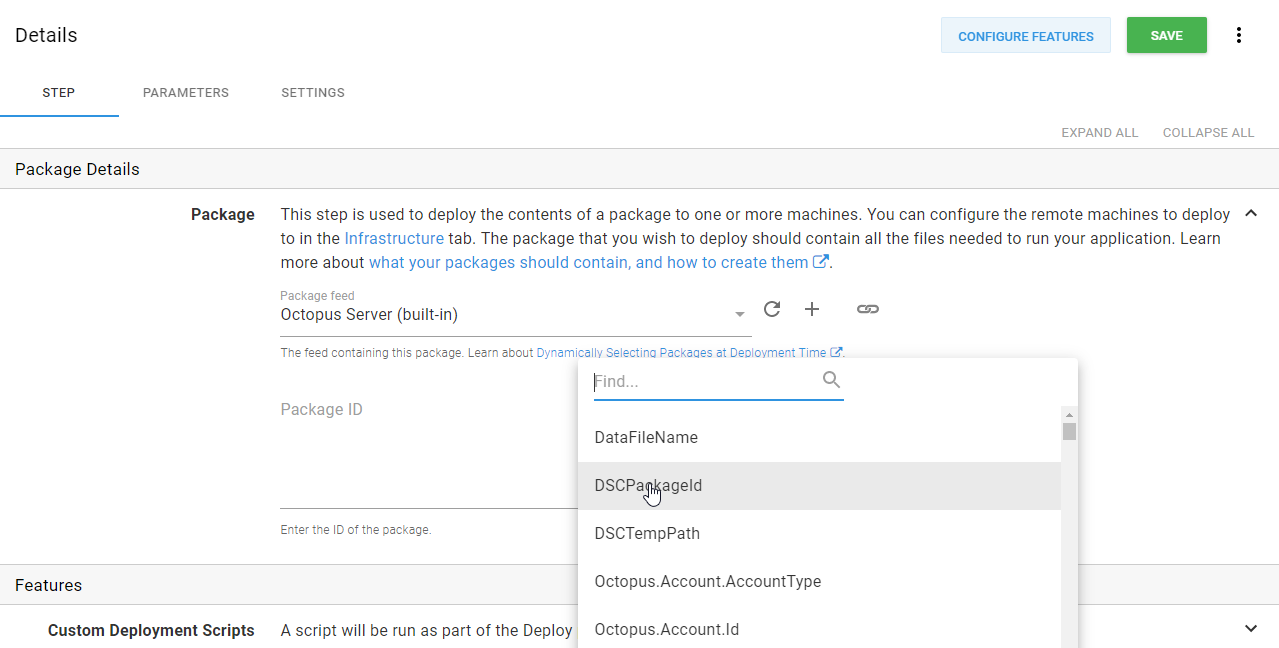 Details
CONFIGURE FEATURES
SAVE
STEP
PARAMETERS
SETTINGS
EXPAND ALL
COLLAPSE ALL
Package Details
Package
This step is used to deploy the contents of a package to one or more machines. You can configure the remote machines to deploy
to in the Infrastructure tab. The package that you wish to deploy should contain all the files needed to run your application. Learn
more about what your packages should contain, and how to create them.
Package feed
Octopus Server (built-in)
The feed containing this package. Learn about Dynamically Selecting Packages at Deployment Time.
Find...
Package ID
DataFileName
DSCPackageId
Enter the ID of the package.
DSCTempPath
Octopus.Account.AccountType
Features
Octopus.Account.Id
Custom Deployment Scripts
A script will be run as part of the Deploy